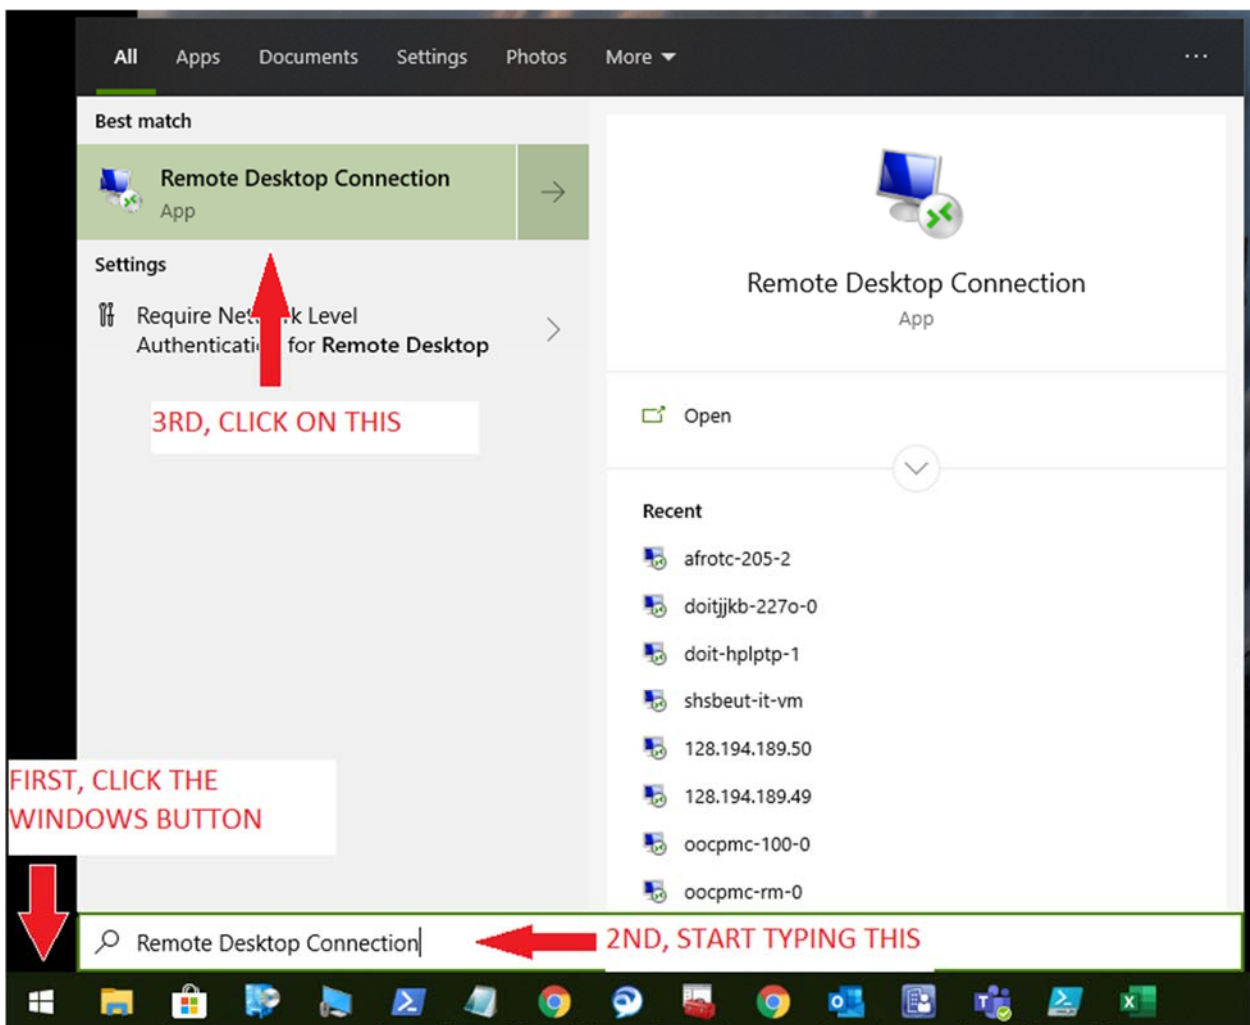 All Apps Documents Settings Photos More
Best match
Remote Desktop Connection
App
Settings
Require Network Level
Authentication for Remote Desktop
3RD, CLICK ON THIS
FIRST, CLICK THE
WINDOWS BUTTON
Remote Desktop Connection
App
Open
Recent
afrotc-205-2
doitjjkb-227o-0
doit-hplptp-1
shsbeut-it-vm
128.194.189.50
128.194.189.49
oocpmc-100-0
oocpmc-rm-0
Remote Desktop Connection
2ND, START TYPING THIS